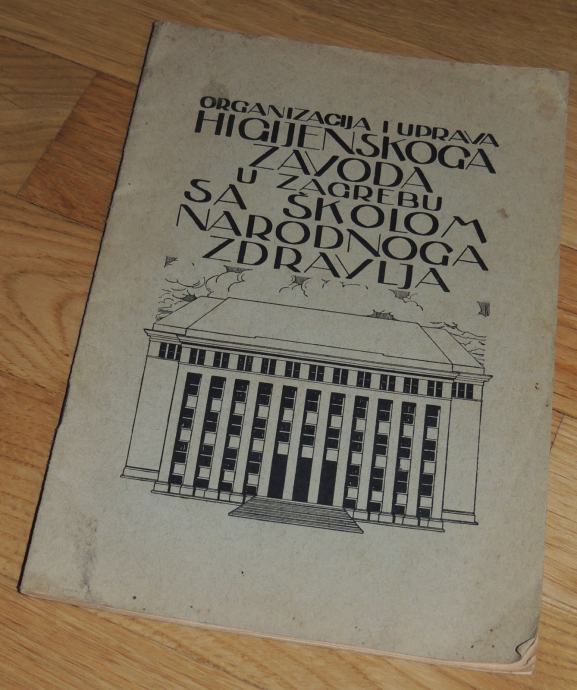 ORGANIZACIJA I UPRAVA
HIGIJENSKOGA
ZAVODA
U ZAGREBU
SA ŠKOLOM
NARODNOGA
ZDRAVLJA